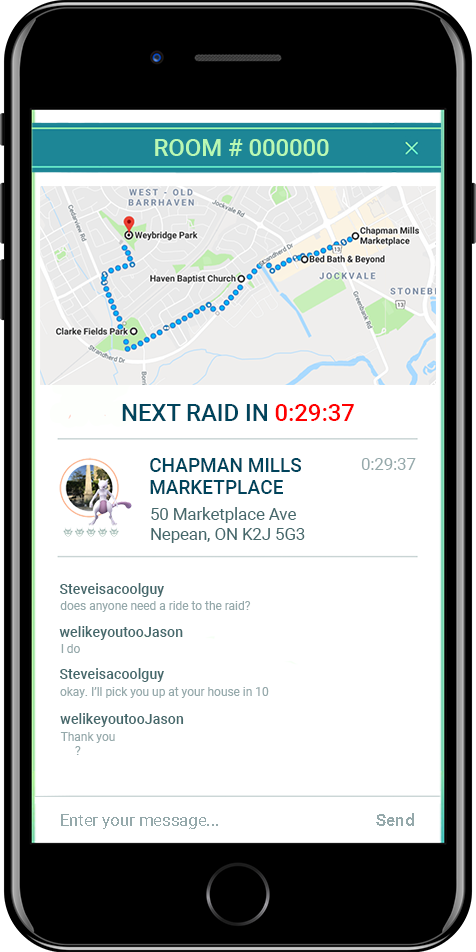 ROOM # 000000
WEST - OLD
BARRHAVEN
Jockvale Rd
Cedarview Rd
Weybridge Park
Chapman Mills
Marketplace
Strandherd Dr
Bed Bath & Beyond
Haven Baptist Church
JOCKVALE
13
STONEB
Greenbank Rd
13
Clarke Fields Park
Strandherd Dr
NEXT RAID IN 0:29:37
CHAPMAN MILLS
MARKETPLACE
0:29:37
50 Marketplace Ave
Nepean, ON K2J 5G3
Steveisacoolguy
does anyone need a ride to the raid?
welikeyoutooJason
I do
Steveisacoolguy
okay. I'll pick you up at your house in 10
welikeyoutooJason
Thank you
?
Enter your message...
Send